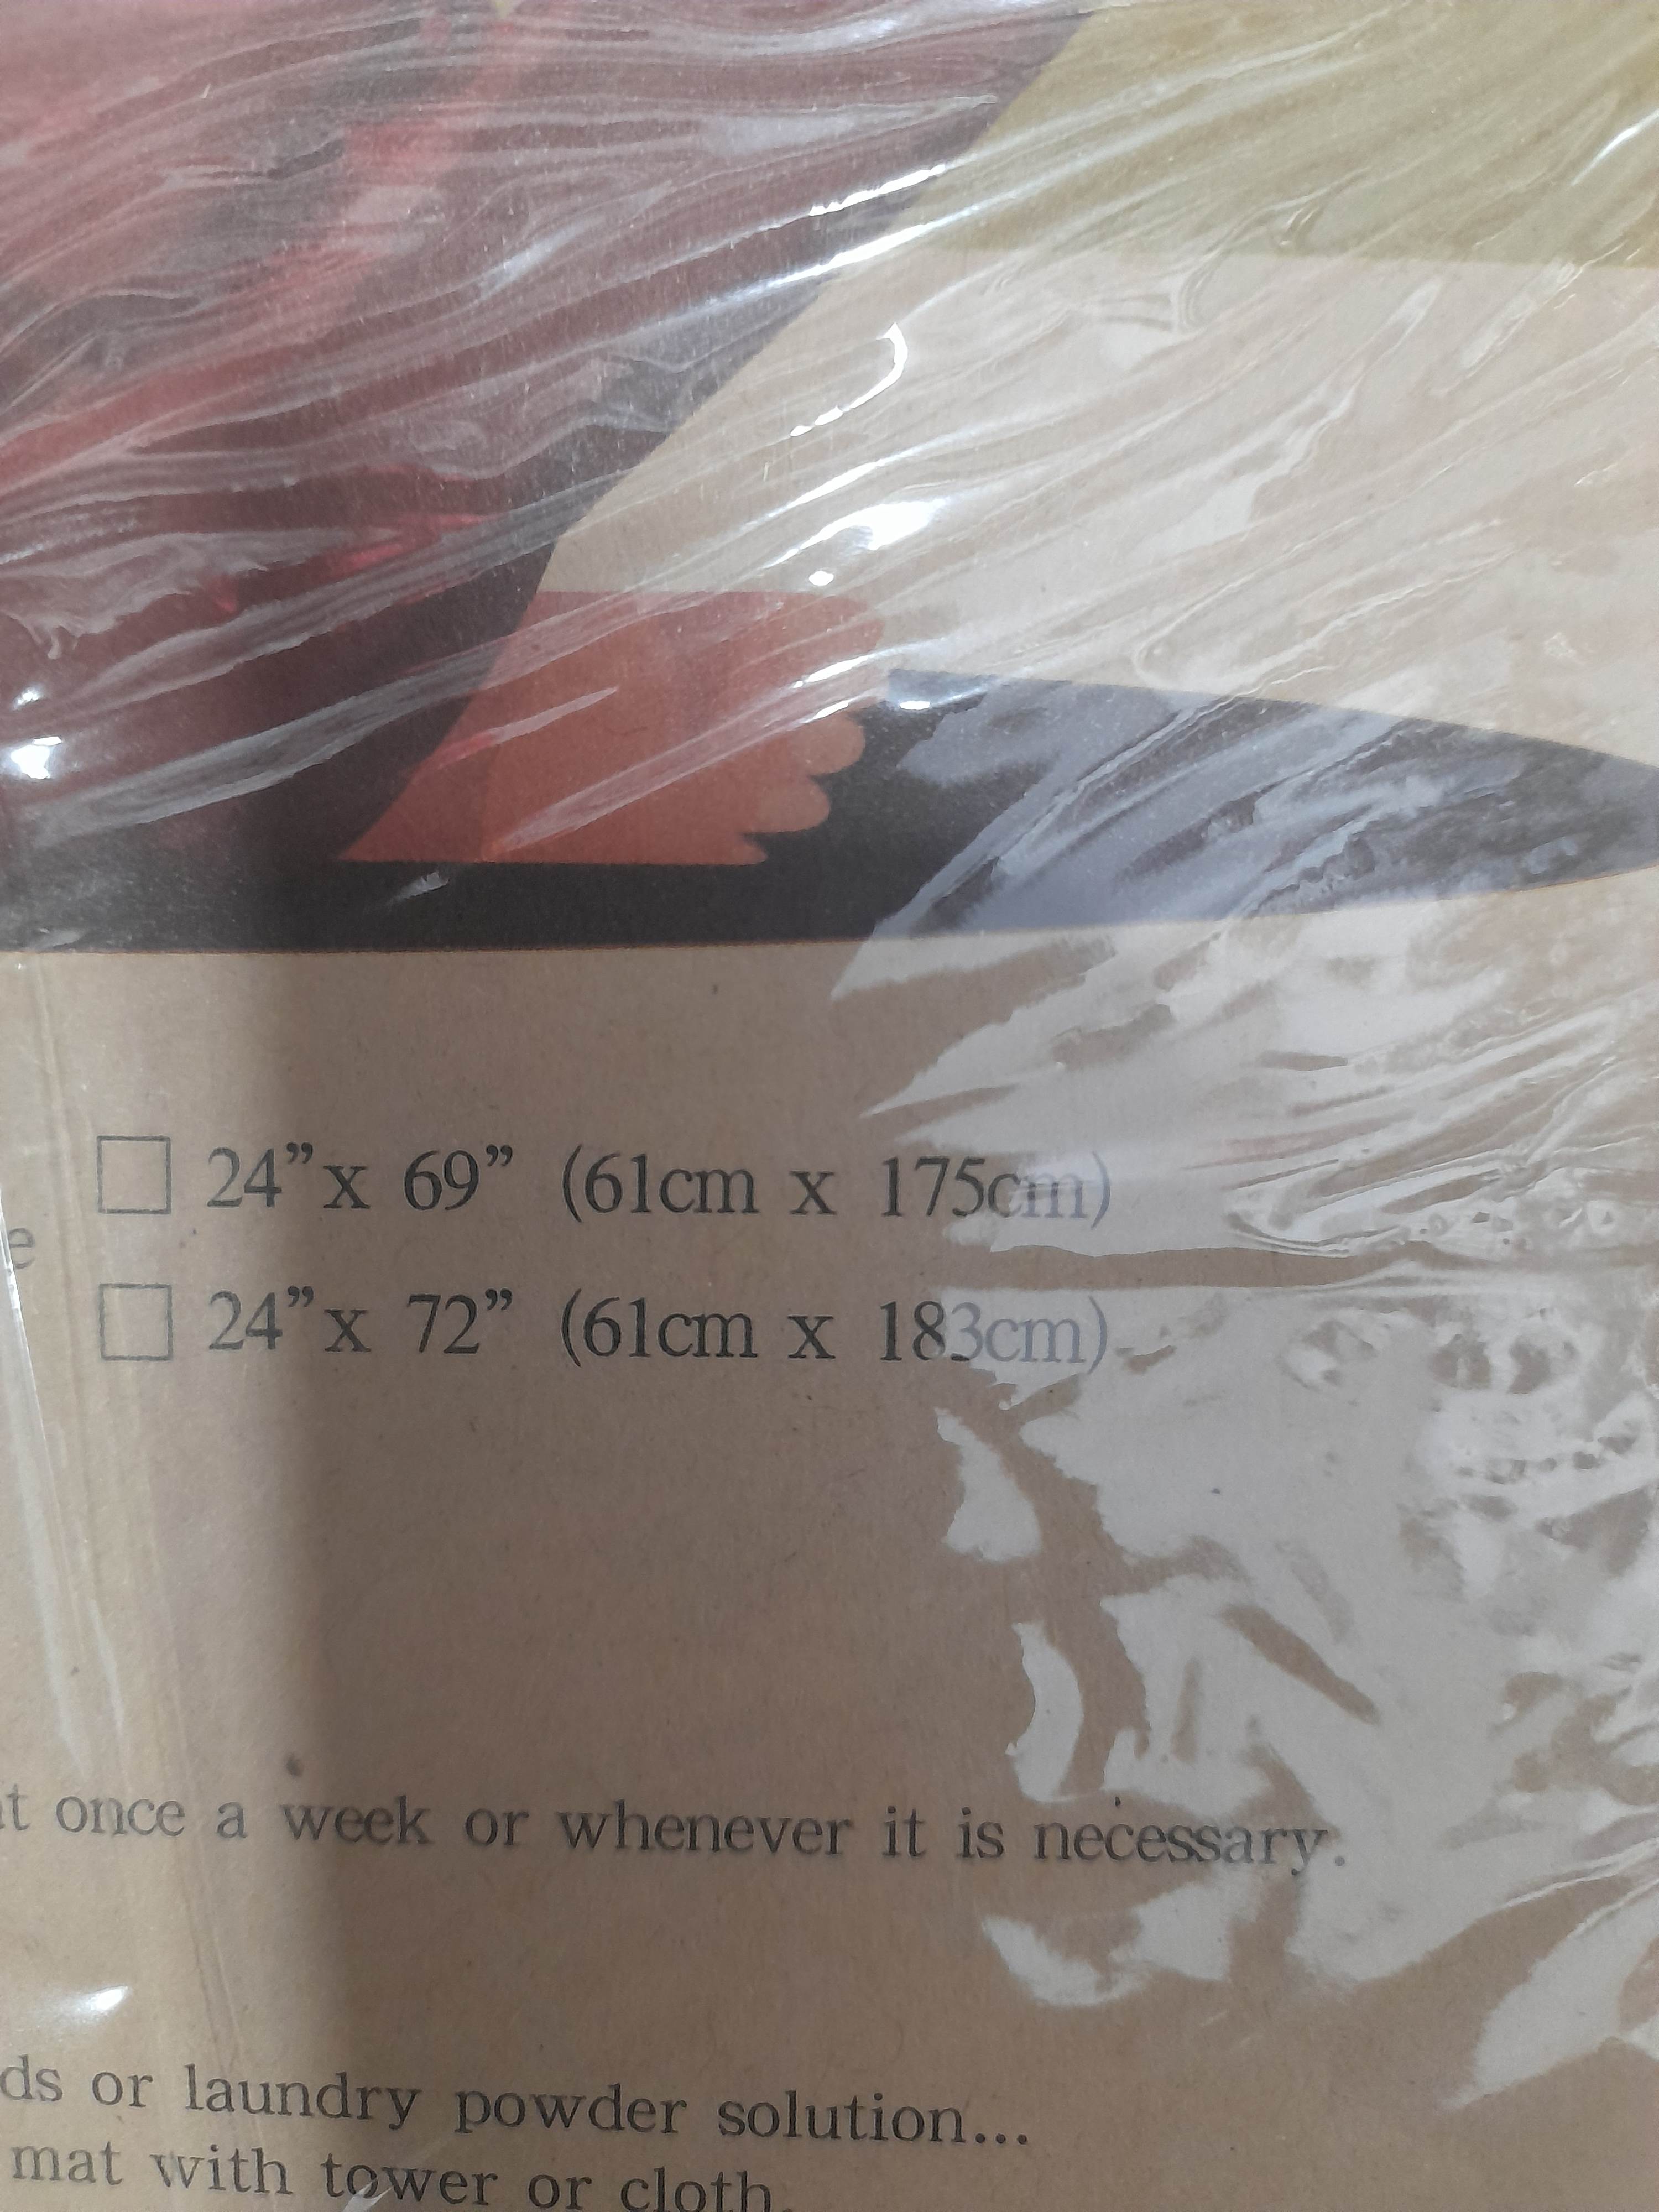 24”x 69” (61cm x 175cm)
e
24”x 72” (61cm x 183cm)
once a week or whenever it is necessary.
or laundry powder solution...
mat with tower or cloth.